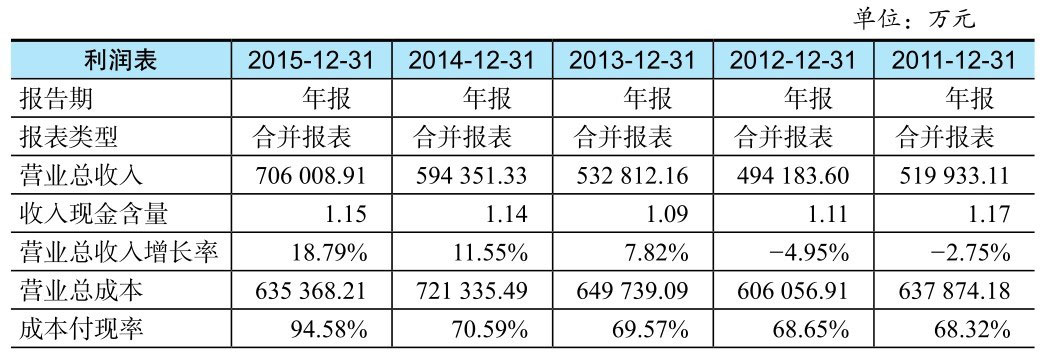 单位：万元
利润表 2015-12-31 2014-12-31 2013-12-31 2012-12-31 2011-12-31
报告期 年报 年报 年报 年报 年报
报表类型 合并报表 合并报表 合并报表 合并报表 合并报表
营业总收入 706 008.91 594 351.33 532 812.16 494 183.60 519 933.11
收入现金含量 1.15 1.14 1.09 1.11 1.17
营业总收入增长率 18.79% 11.55% 7.82% −4.95% −2.75%
营业总成本 635 368.21 721 335.49 649 739.09 606 056.91 637 874.18
成本付现率 94.58% 70.59% 69.57% 68.65% 68.32%